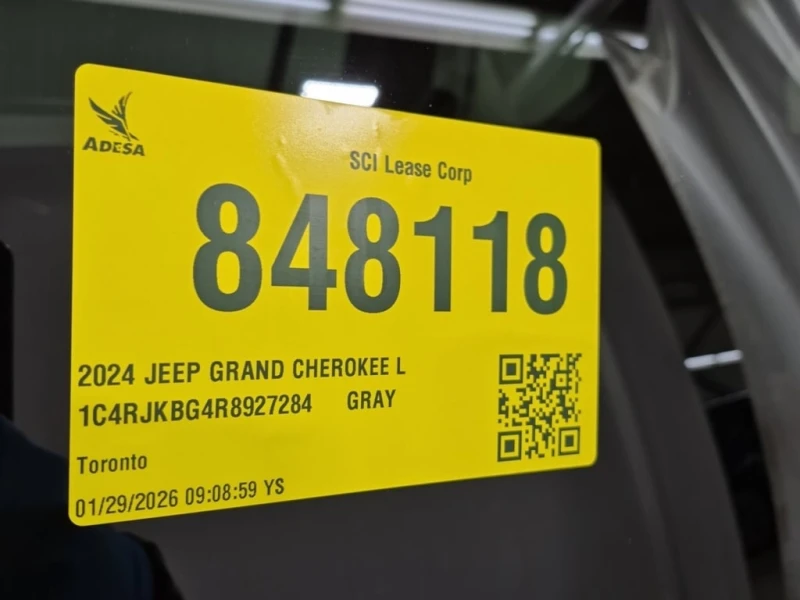 ADESA
SCI Lease Corp
848118
2024 JEEP GRAND CHEROKEE L
1C4RJKBG4R8927284 GRAY
Toronto
01/29/2026 09:08:59 YS